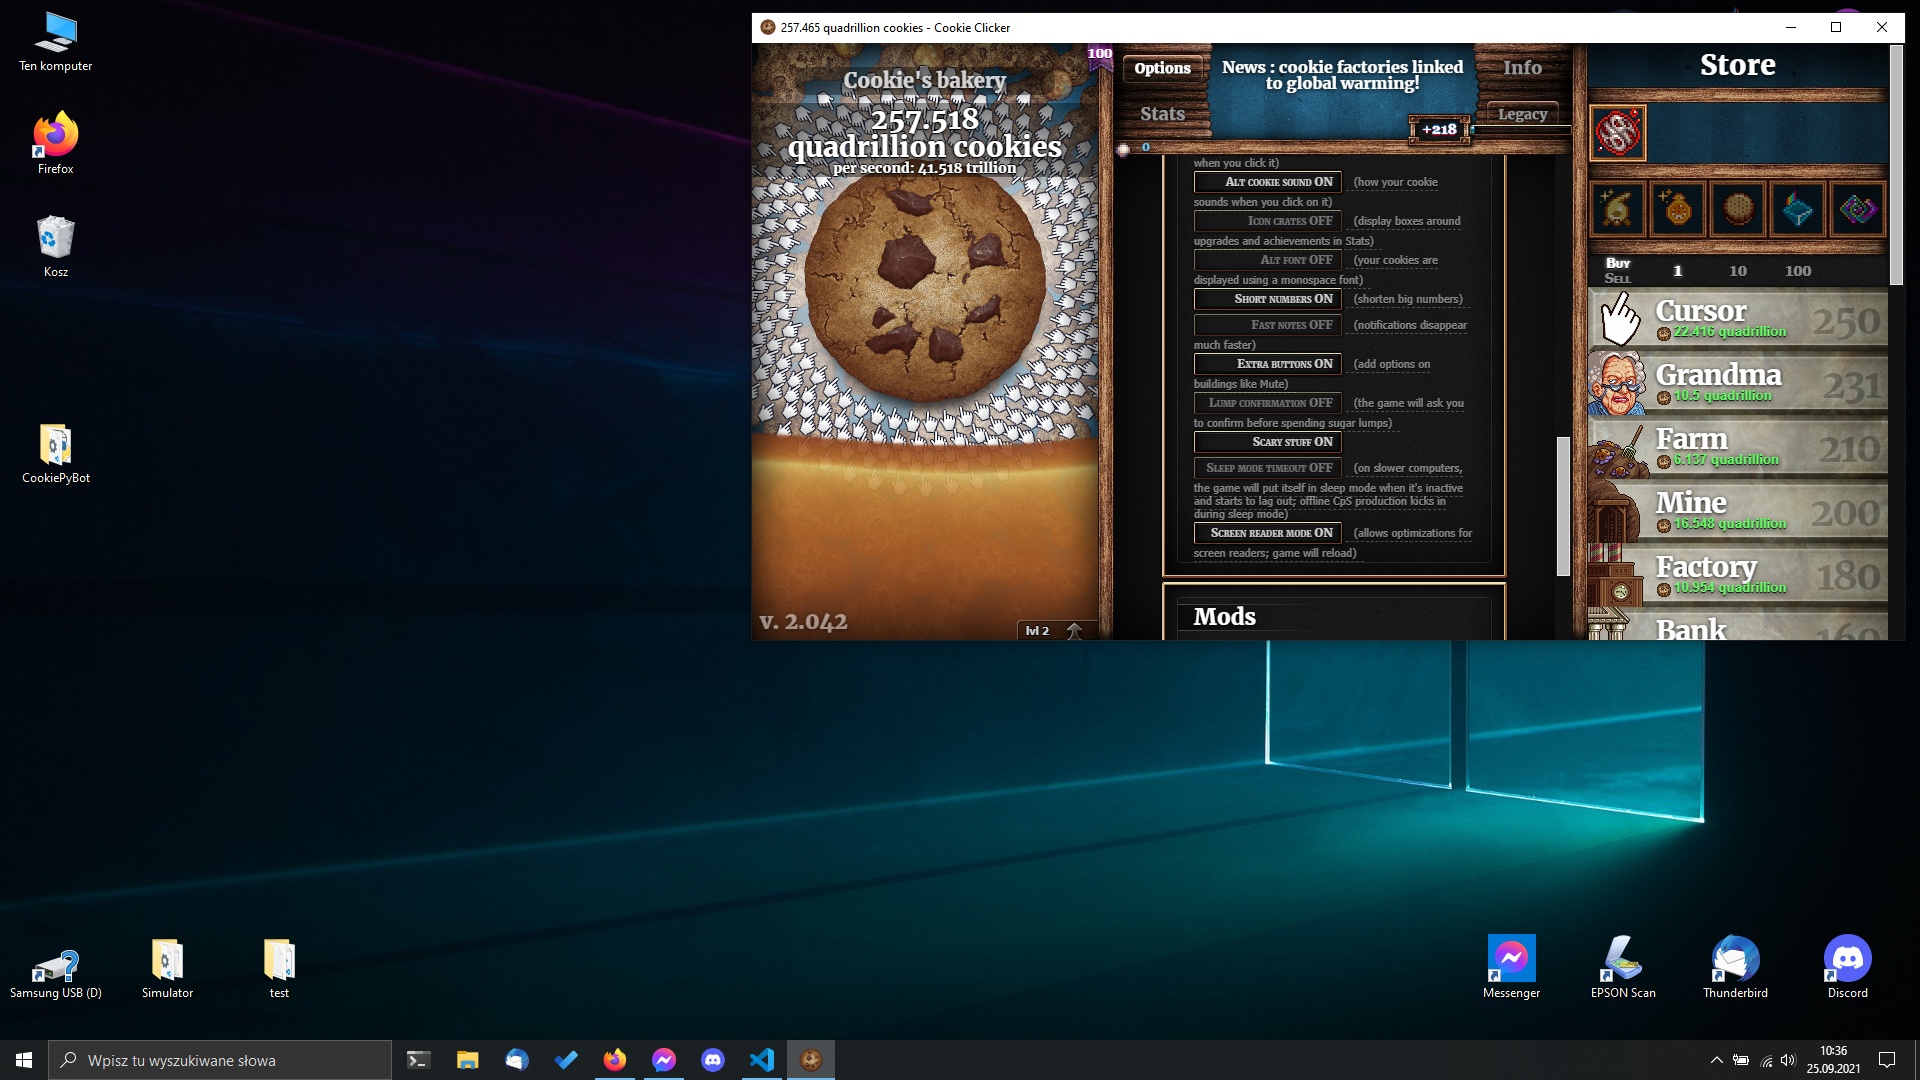 Ten komputer
Firefox
Kosz
CookiePyBot
Samsung USB (D)
Simulator
test
257.465 quadrillion cookies - Cookie Clicker
100
Cookie's bakery
257.518
quadrillion cookies
per second: 41.518 trillion
v. 2.042
lvl 2
Options
Stats
News : cookie factories linked
to global warming!
Info
Legacy
+218
0
when you click it)
Alt cookie sound ON (how your cookie
sounds when you click on it)
Icon crates OFF (display boxes around
upgrades and achievements in Stats)
Alt font OFF (your cookies are
displayed using a monospace font)
Short numbers ON (shorten big numbers)
Fast notes OFF (notifications disappear
much faster)
Extra buttons ON (add options on
buildings like Mute)
Lump confirmation OFF (the game will ask you
to confirm before spending sugar lumps)
Scary stuff ON
Sleep mode timeout OFF (on slower computers,
the game will put itself in sleep mode when it's inactive
and starts to lag out; offline CpS production kicks in
during sleep mode)
Screen reader mode ON (allows optimizations for
screen readers; game will reload)
Mods
Store
Buy
Sell
1
10
100
Cursor
22.416 quadrillion
250
Grandma
10.5 quadrillion
231
Farm
6.137 quadrillion
210
Mine
16.548 quadrillion
200
Factory
10.954 quadrillion
180
Bank
160
Messenger
EPSON Scan
Thunderbird
Discord
Wpisz tu wyszukiwane słowa
10:36
25.09.2021